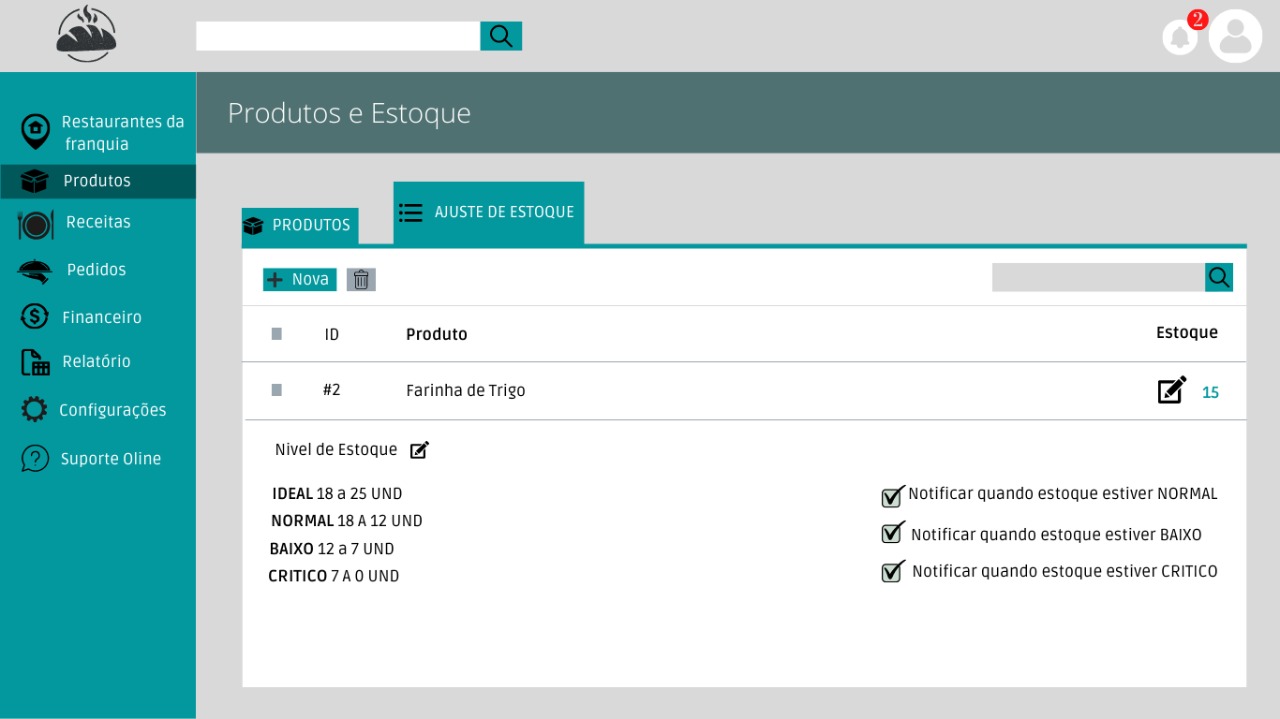 2
Produtos e Estoque
Restaurantes da
franquia
Produtos
Receitas
Pedidos
Financeiro
Relatório
Configurações
Suporte Oline
PRODUTOS
AJUSTE DE ESTOQUE
Nova
ID Produto Estoque
#2 Farinha de Trigo 15
Nivel de Estoque
IDEAL 18 a 25 UND
NORMAL 18 A 12 UND
BAIXO 12 a 7 UND
CRITICO 7 A 0 UND
Notificar quando estoque estiver NORMAL
Notificar quando estoque estiver BAIXO
Notificar quando estoque estiver CRITICO